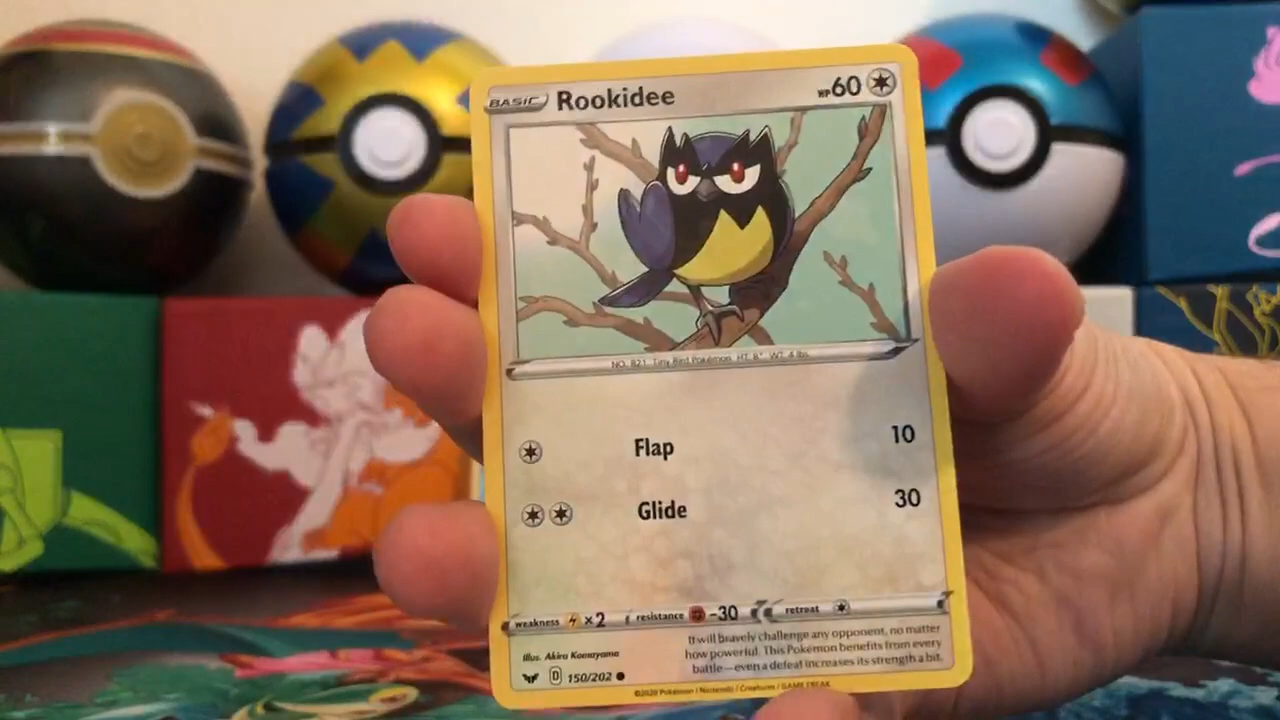 BASIC Rookidee HP 60
NO. 821 Tiny Bird Pokémon HT: 8" WT: 4 lbs.
Flap 10
Glide 30
weakness ×2 resistance -30 retreat
It will bravely challenge any opponent, no matter
how powerful. This Pokémon benefits from every
battle—even a defeat increases its strength a bit.
Illus. Akira Komayama
D 150/202
©2020 Pokémon / Nintendo / Creatures / GAME FREAK